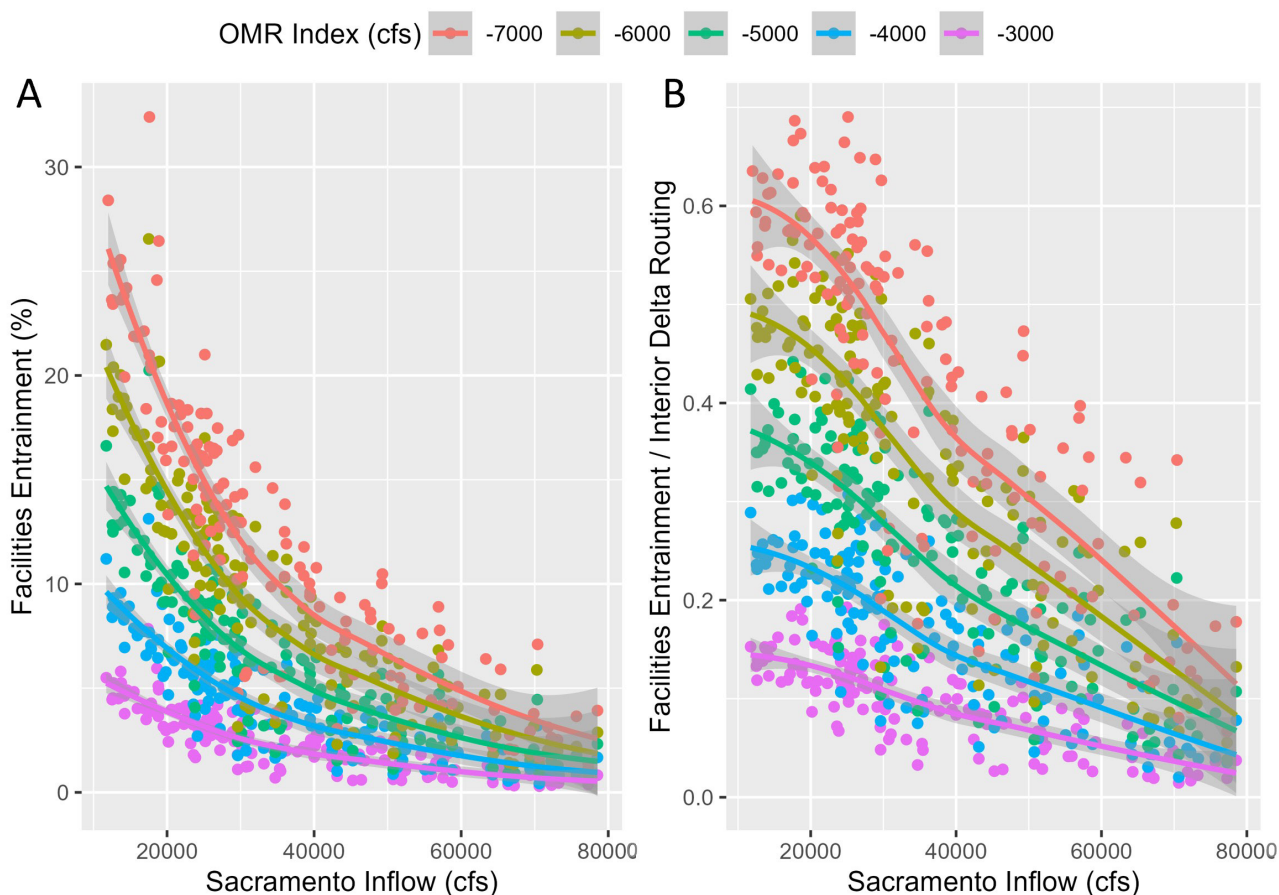 OMR Index (cfs) -7000 -6000 -5000 -4000 -3000
A
Facilities Entrainment (%)
30
20
10
0
20000 40000 60000 80000
Sacramento Inflow (cfs)
B
Facilities Entrainment / Interior Delta Routing
0.6
0.4
0.2
0.0
20000 40000 60000 80000
Sacramento Inflow (cfs)